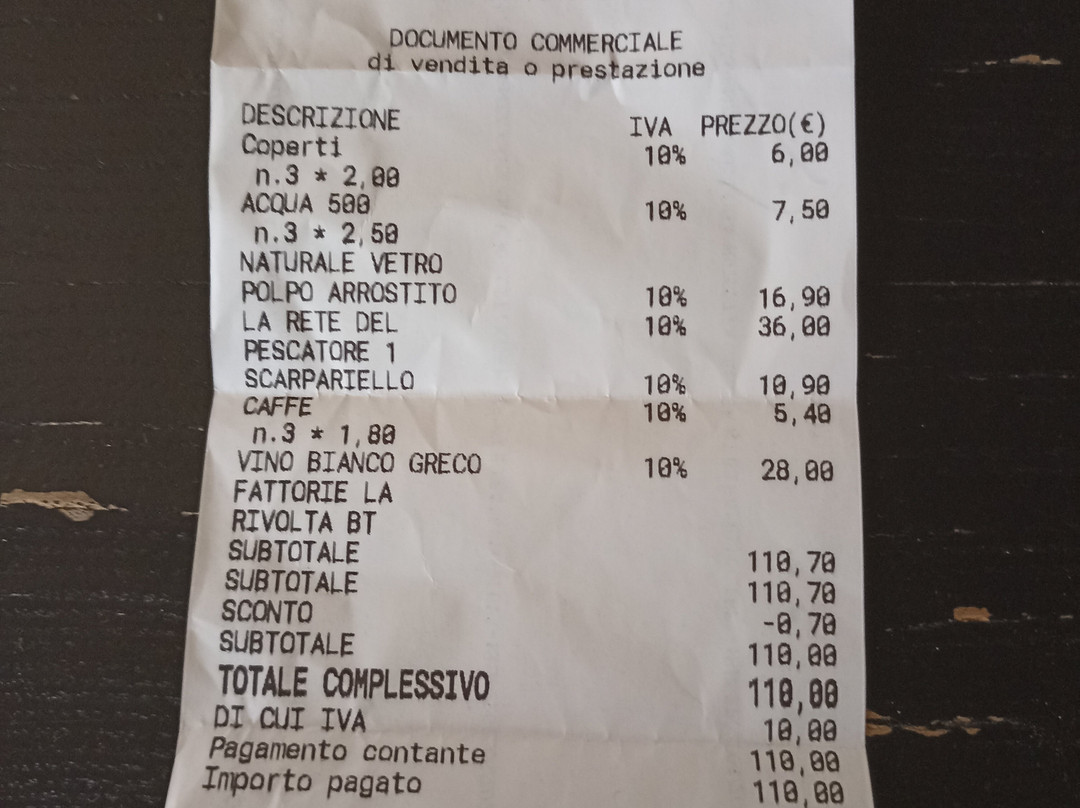 DOCUMENTO COMMERCIALE
di vendita o prestazione
DESCRIZIONE IVA PREZZO(€)
Coperti 10% 6,00
n.3 * 2,00
ACQUA 500 10% 7,50
n.3 * 2,50
NATURALE VETRO
POLPO ARROSTITO 10% 16,90
LA RETE DEL 10% 36,00
PESCATORE 1
SCARPARIELLO 10% 10,90
CAFFE 10% 5,40
n.3 * 1,80
VINO BIANCO GRECO 10% 28,00
FATTORIE LA
RIVOLTA BT
SUBTOTALE 110,70
SUBTOTALE 110,70
SCONTO -0,70
SUBTOTALE 110,00
TOTALE COMPLESSIVO 110,00
DI CUI IVA 10,00
Pagamento contante 110,00
Importo pagato 110,00